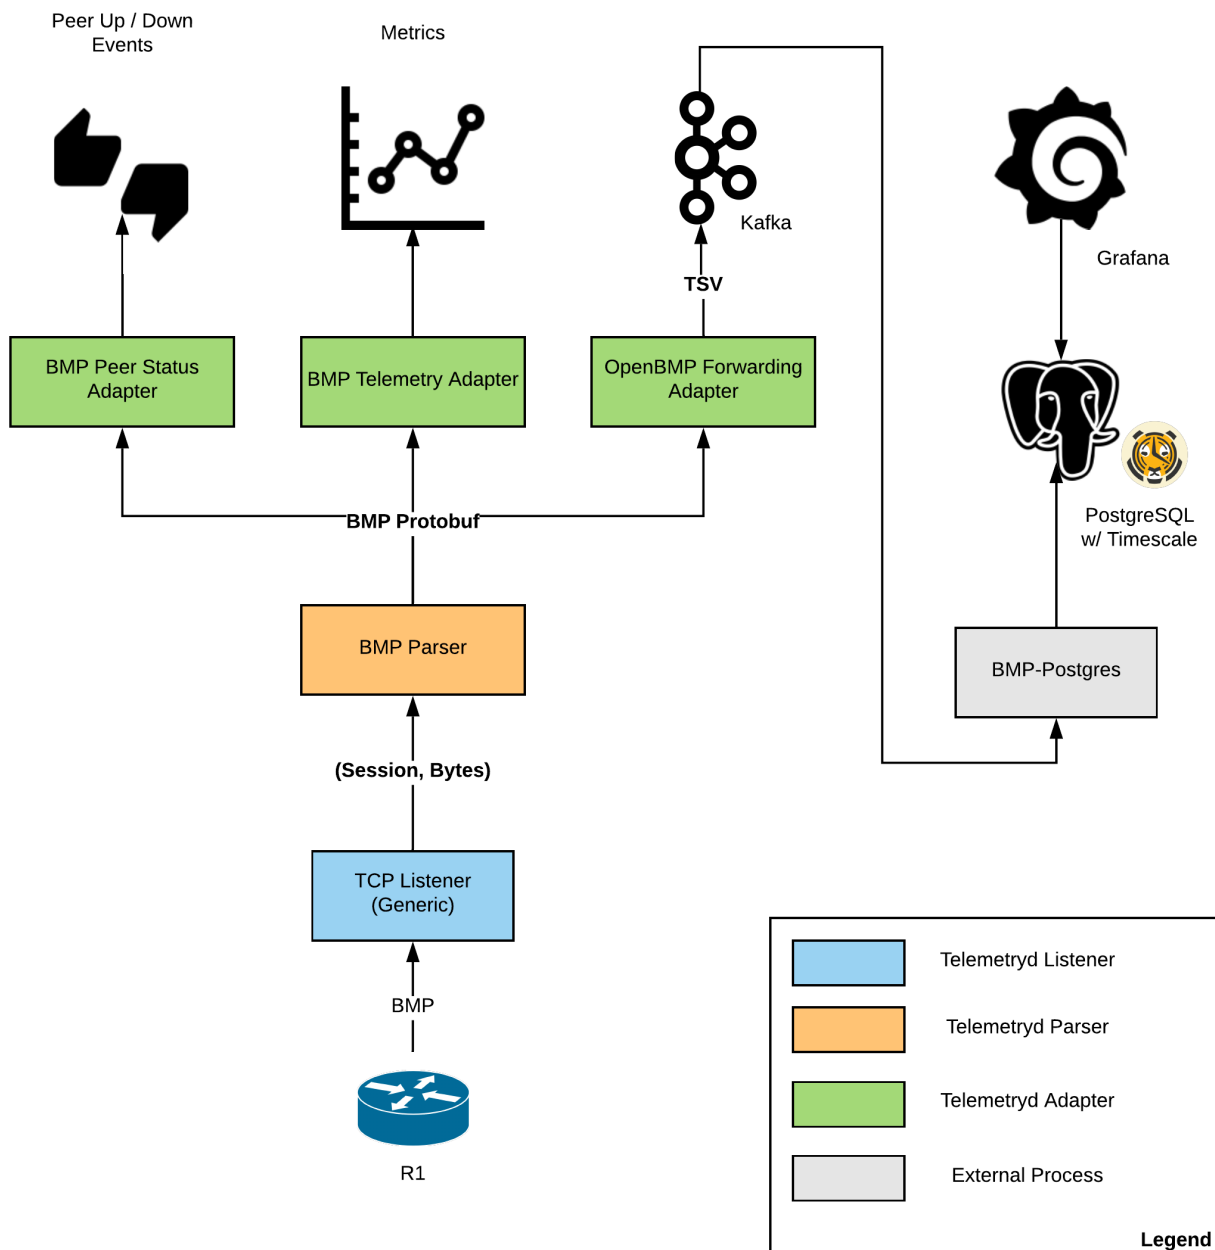 Peer Up / Down
Events
Metrics
Kafka
Grafana
TSV
BMP Peer Status
Adapter
BMP Telemetry Adapter
OpenBMP Forwarding
Adapter
PostgreSQL
w/ Timescale
BMP Protobuf
BMP Parser
BMP-Postgres
(Session, Bytes)
TCP Listener
(Generic)
BMP
R1
Telemetryd Listener
Telemetryd Parser
Telemetryd Adapter
External Process
Legend